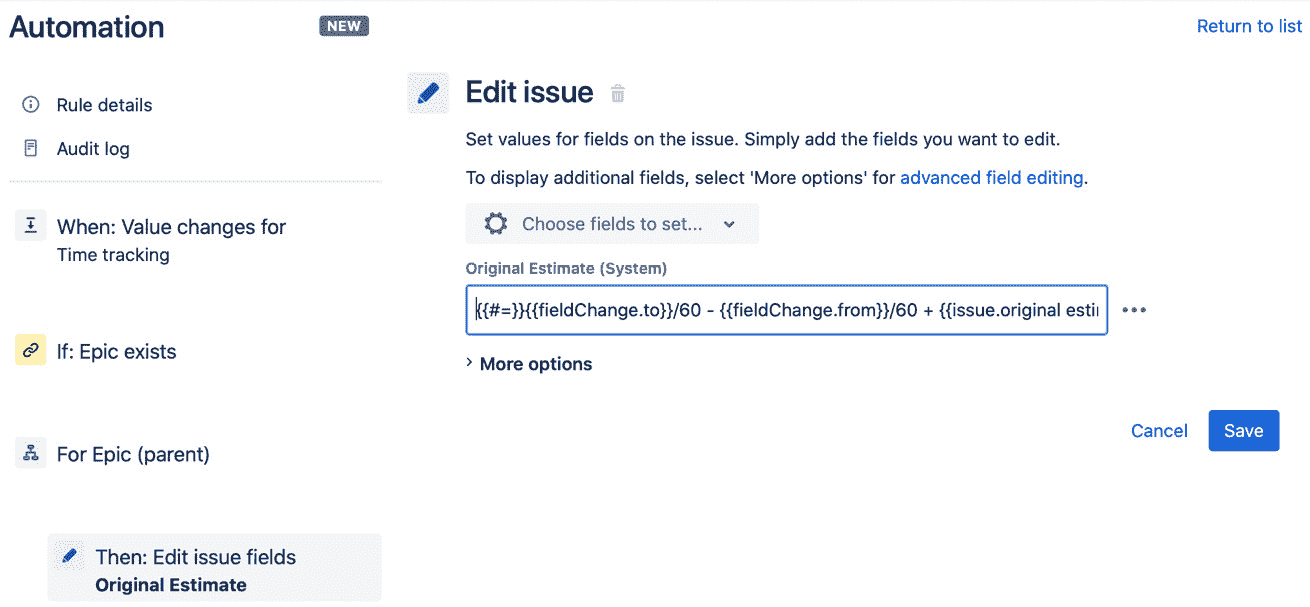 Automation
NEW
Return to list
Rule details
Audit log
When: Value changes for
Time tracking
If: Epic exists
For Epic (parent)
Then: Edit issue fields
Original Estimate
Edit issue
Set values for fields on the issue. Simply add the fields you want to edit.
To display additional fields, select 'More options' for advanced field editing.
Choose fields to set...
Original Estimate (System)
{{#=}}{{fieldChange.to}}/60 - {{fieldChange.from}}/60 + {{issue.original
More options
Cancel
Save